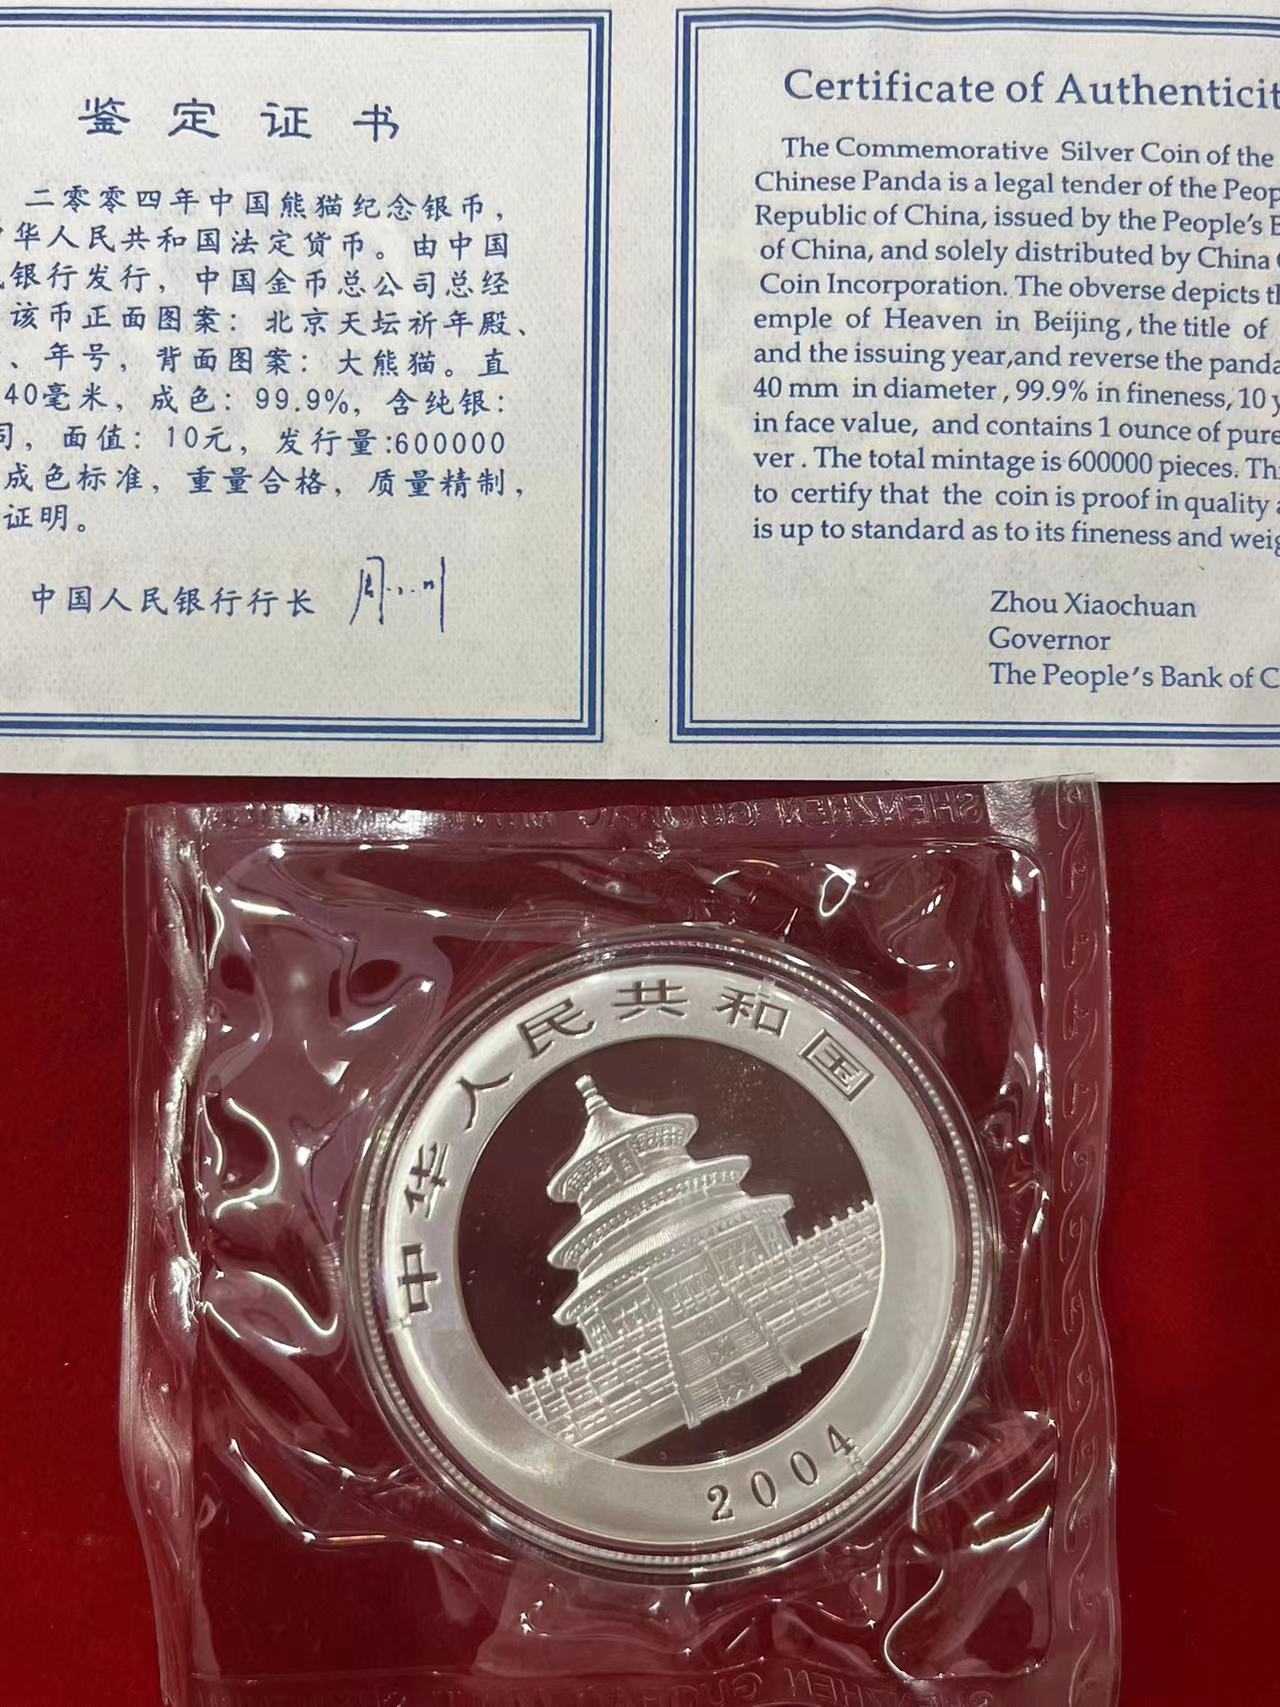 鉴定证书
二零零四年中国熊猫纪念银币，
华人民共和国法定货币。由中国
银行发行，中国金币总公司总经
该币正面图案：北京天坛祈年殿、
、年号，背面图案：大熊猫。直
40毫米，成色：99.9%，含纯银：
司，面值：10元，发行量:600000
成色标准，重量合格，质量精制，
证明。
中国人民银行行长
Certificate of Authenticit
The Commemorative Silver Coin of the
Chinese Panda is a legal tender of the Peop
Republic of China, issued by the People's B
of China, and solely distributed by China
Coin Incorporation. The obverse depicts th
emple of Heaven in Beijing, the title of
and the issuing year,and reverse the panda
40 mm in diameter, 99.9% in fineness, 10 y
in face value, and contains 1 ounce of pure
ver. The total mintage is 600000 pieces. Thi
to certify that the coin is proof in quality a
is up to standard as to its fineness and weig
Zhou Xiaochuan
Governor
The People's Bank of C
中华人民共和国
2004